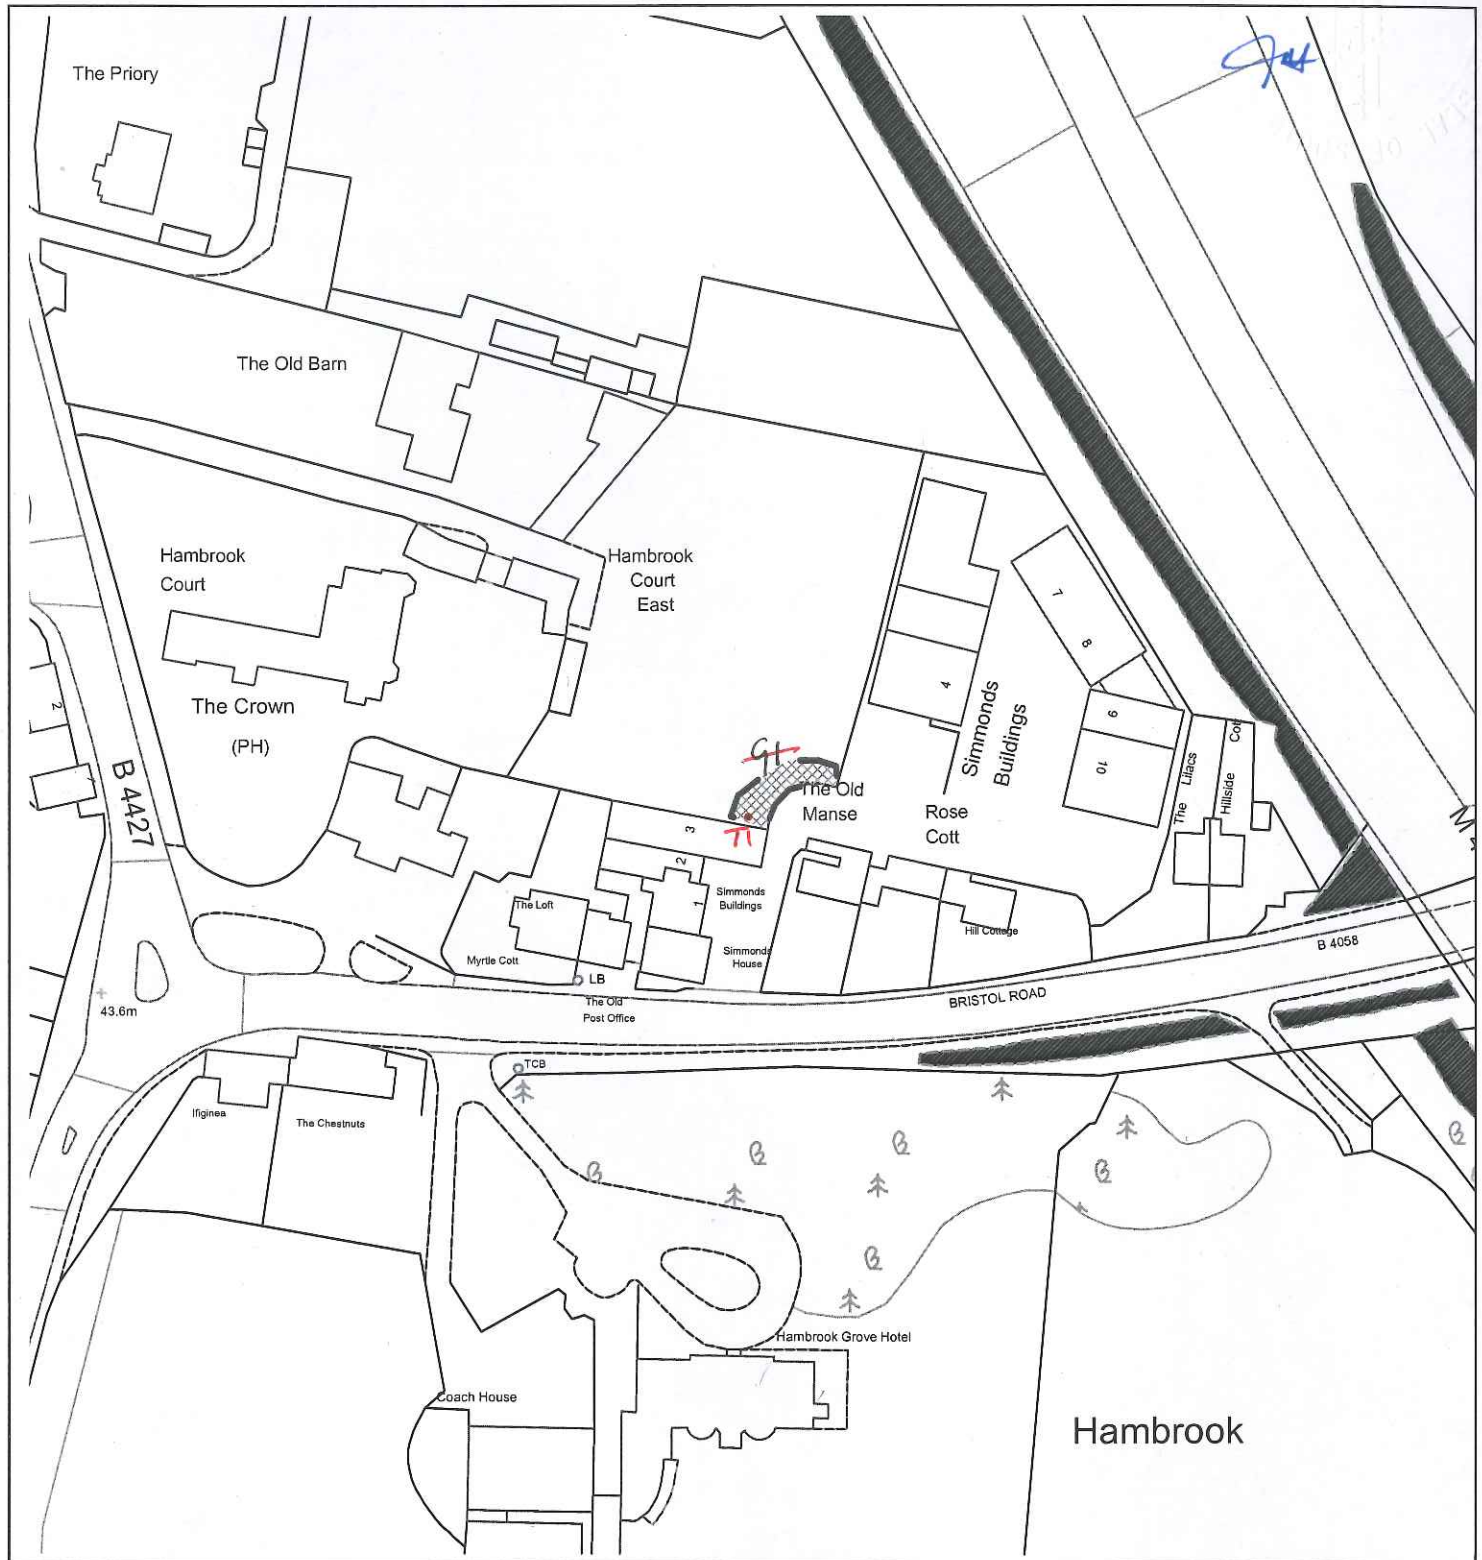 The Priory
The Old Barn
Hambrook
Court
Hambrook
Court
East
The Crown
(PH)
B 4427
2
7
8
4
Simmonds
Buildings
9
10
The Lilacs
Hillside
Cott
G1
T1
The Old
Manse
Rose
Cott
3
2
1
Simmonds
Buildings
The Loft
Simmonds
House
Hill Cottage
Myrtle Cott
LB
The Old
Post Office
B 4058
BRISTOL ROAD
43.6m
TCB
Ifiginea
The Chestnuts
Hambrook Grove Hotel
Coach House
Hambrook